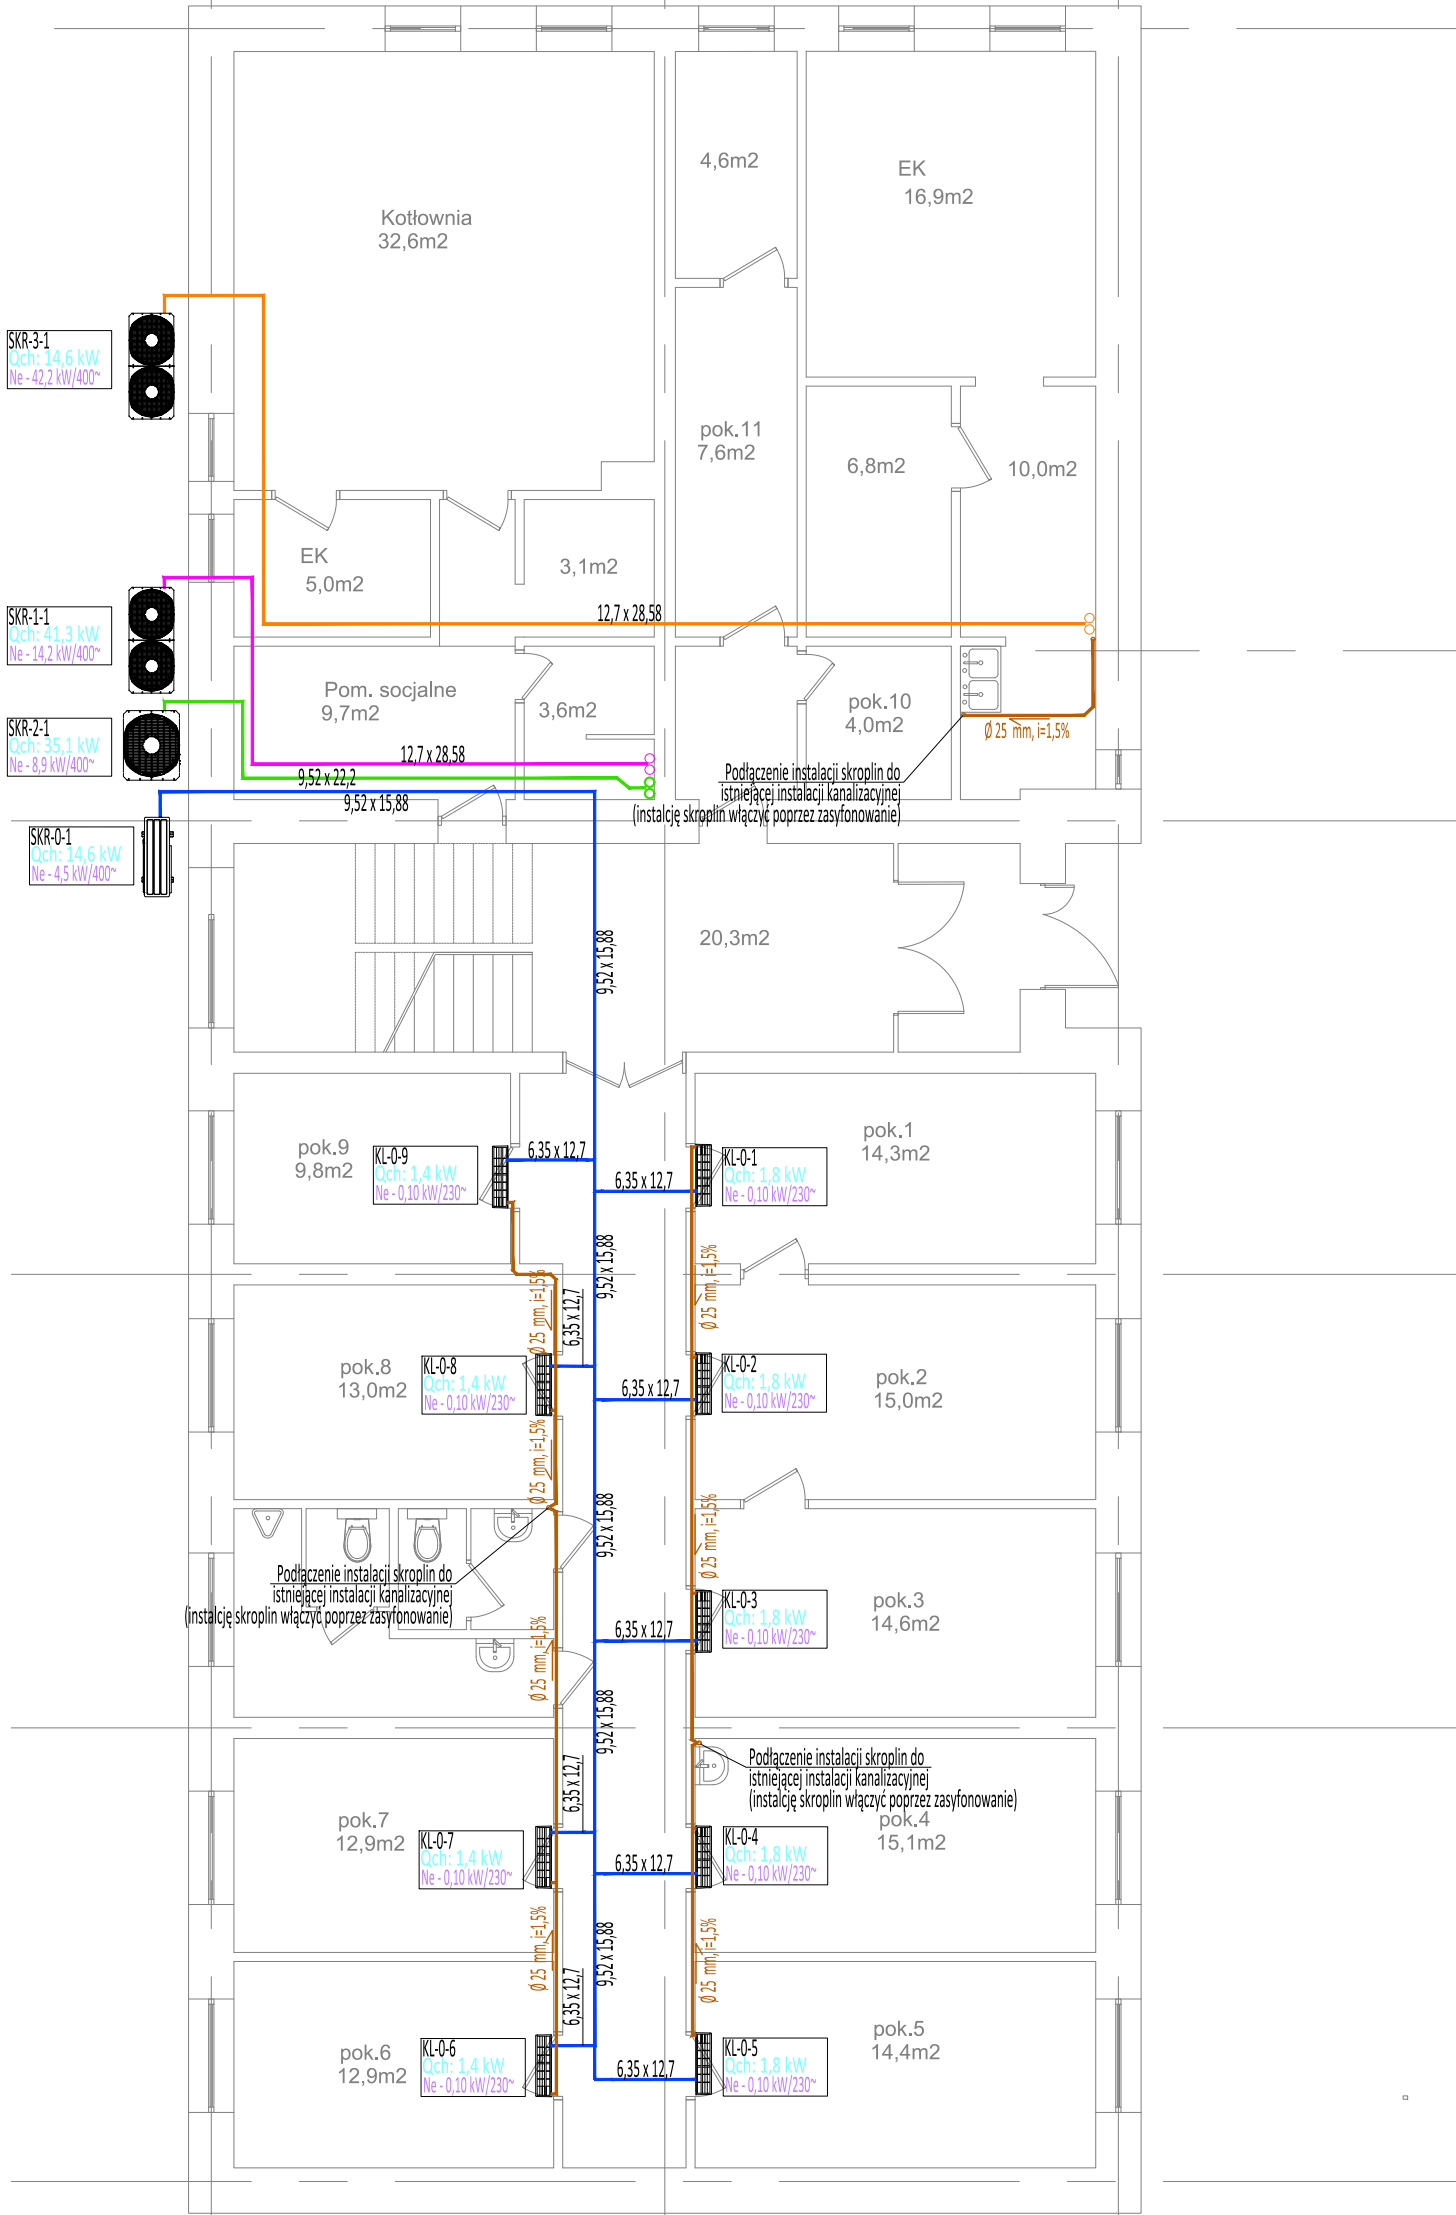 4,6m2
EK
16,9m2
Kotłownia
32,6m2
SKR-3-1
Qch: 14,6 kW
Ne - 42,2 kW/400~
pok.11
7,6m2
6,8m2
10,0m2
EK
5,0m2
3,1m2
12,7 x 28,58
SKR-1-1
Qch: 41,3 kW
Ne - 14,2 kW/400~
Pom. socjalne
9,7m2
3,6m2
pok.10
4,0m2
Ø 25 mm, i=1,5%
SKR-2-1
Qch: 35,1 kW
Ne - 8,9 kW/400~
12,7 x 28,58
9,52 x 22,2
9,52 x 15,88
Podłączenie instalacji skroplin do
istniejącej instalacji kanalizacyjnej
(instalcję skroplin włączyć poprzez zasyfonowanie)
SKR-0-1
Qch: 14,6 kW
Ne - 4,5 kW/400~
20,3m2
9,52 x 15,88
pok.9
9,8m2
KL-0-9
Qch: 1,4 kW
Ne - 0,10 kW/230~
6,35 x 12,7
6,35 x 12,7
KL-0-1
Qch: 1,8 kW
Ne - 0,10 kW/230~
pok.1
14,3m2
Ø 25 mm, i=1,5%
6,35 x 12,7
9,52 x 15,88
Ø 25 mm, i=1,5%
pok.8
13,0m2
KL-0-8
Qch: 1,4 kW
Ne - 0,10 kW/230~
6,35 x 12,7
KL-0-2
Qch: 1,8 kW
Ne - 0,10 kW/230~
pok.2
15,0m2
Ø 25 mm, i=1,5%
9,52 x 15,88
Ø 25 mm, i=1,5%
Podłączenie instalacji skroplin do
istniejącej instalacji kanalizacyjnej
(instalcję skroplin włączyć poprzez zasyfonowanie)
Ø 25 mm, i=1,5%
6,35 x 12,7
KL-0-3
Qch: 1,8 kW
Ne - 0,10 kW/230~
pok.3
14,6m2
9,52 x 15,88
6,35 x 12,7
Podłączenie instalacji skroplin do
istniejącej instalacji kanalizacyjnej
(instalcję skroplin włączyć poprzez zasyfonowanie)
pok.7
12,9m2
KL-0-7
Qch: 1,4 kW
Ne - 0,10 kW/230~
6,35 x 12,7
KL-0-4
Qch: 1,8 kW
Ne - 0,10 kW/230~
pok.4
15,1m2
Ø 25 mm, i=1,5%
6,35 x 12,7
9,52 x 15,88
Ø 25 mm, i=1,5%
pok.6
12,9m2
KL-0-6
Qch: 1,4 kW
Ne - 0,10 kW/230~
6,35 x 12,7
KL-0-5
Qch: 1,8 kW
Ne - 0,10 kW/230~
pok.5
14,4m2